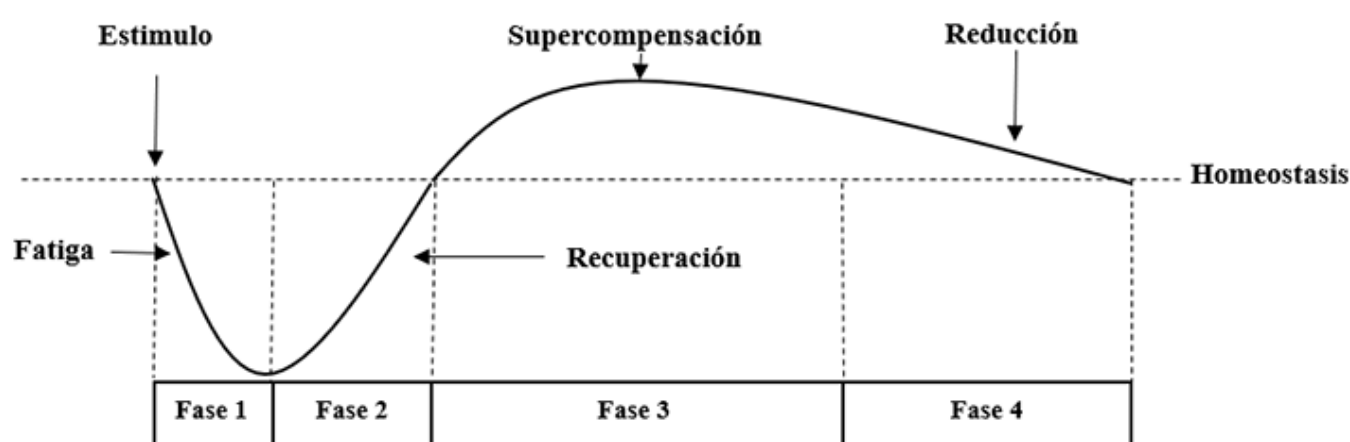 Estimulo
Supercompensación
Reducción
Homeostasis
Fatiga
Recuperación
Fase 1
Fase 2
Fase 3
Fase 4